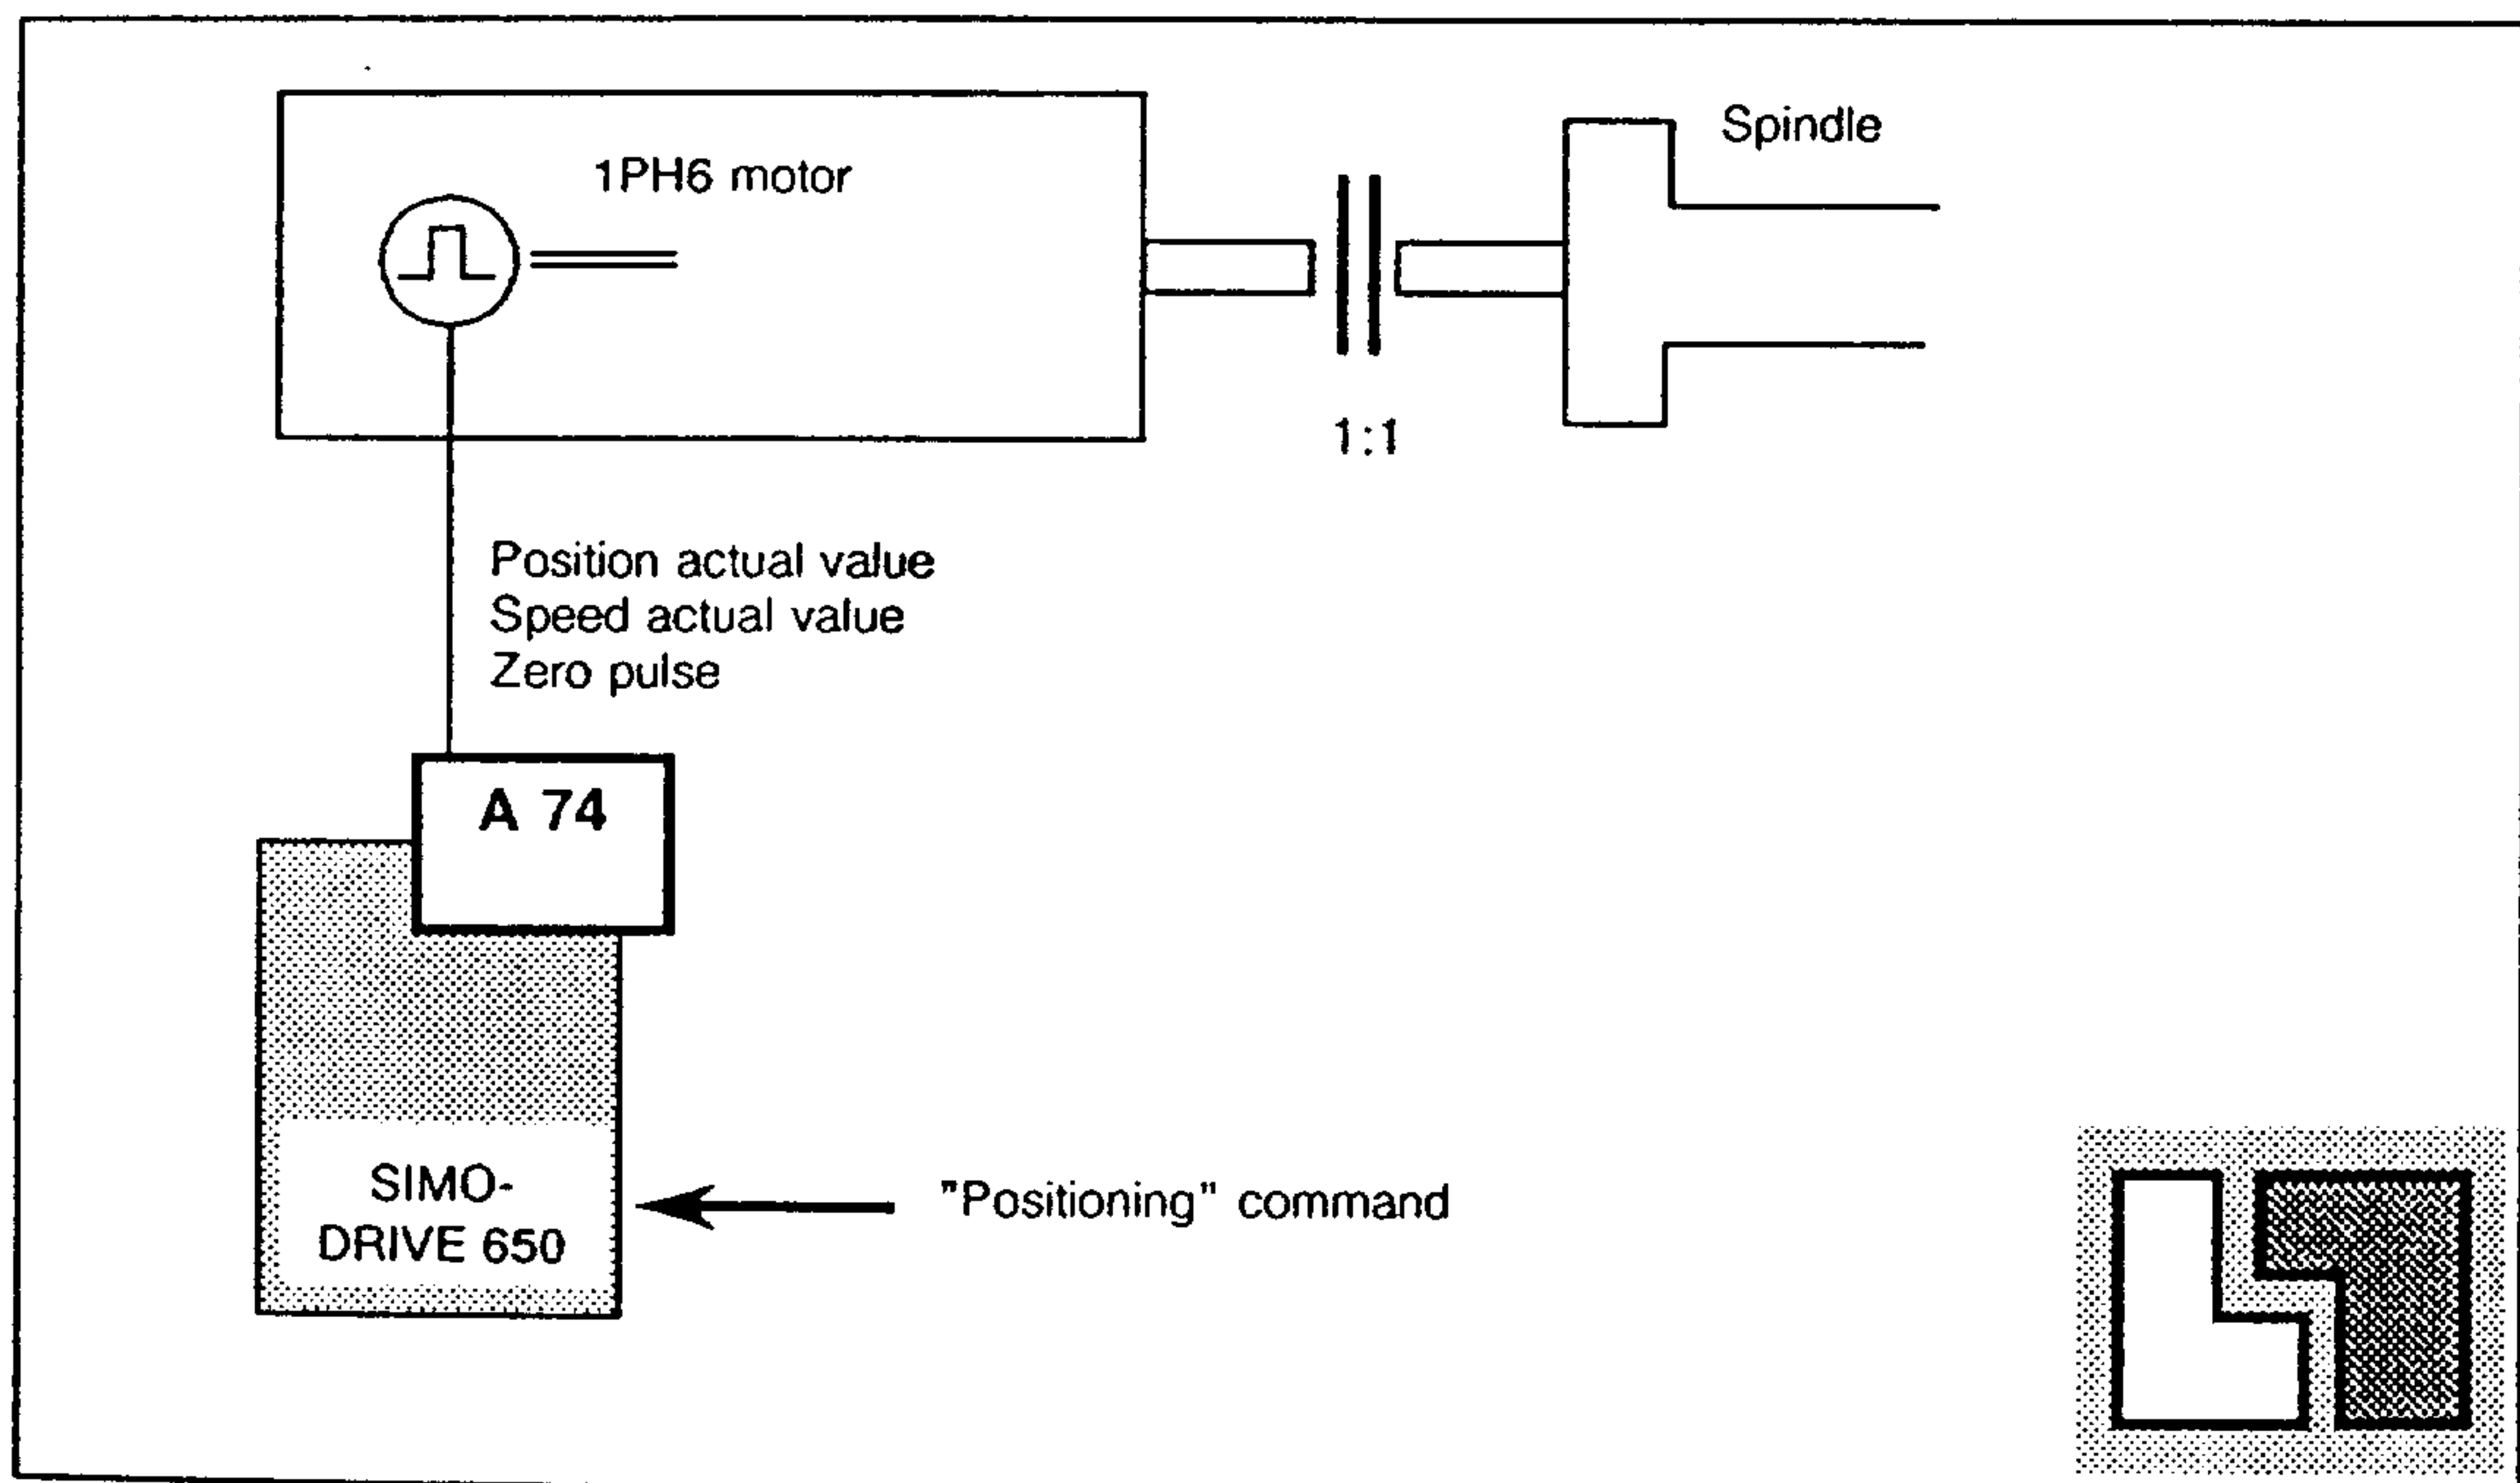 1PH6 motor
Spindle
1:1
Position actual value
Speed actual value
Zero pulse
A 74
SIMO-
DRIVE 650
"Positioning" command